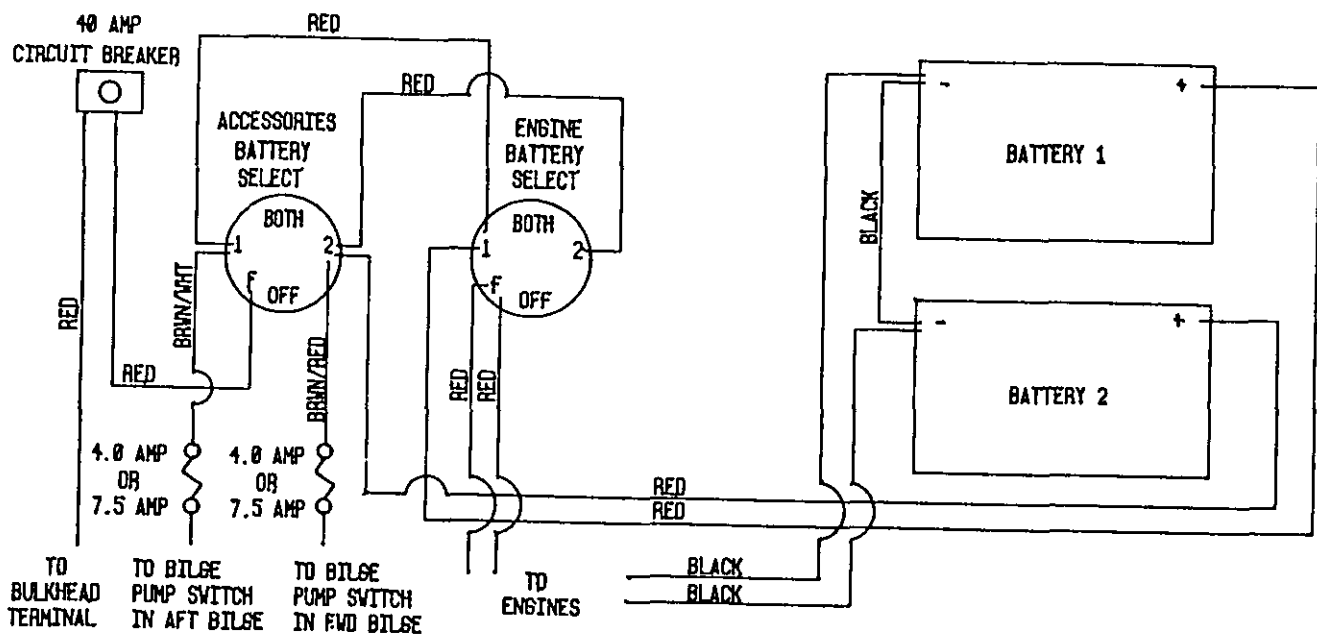 40 AMP
CIRCUIT BREAKER
RED
RED
ACCESSORIES
BATTERY
SELECT
ENGINE
BATTERY
SELECT
BOTH
1
2
F
OFF
BOTH
1
2
F
OFF
-
+
BATTERY 1
BLACK
-
+
BATTERY 2
RED
BRWN/WHT
RED
BRWN/RED
RED
RED
4.0 AMP
OR
7.5 AMP
4.0 AMP
OR
7.5 AMP
RED
RED
BLACK
BLACK
TO
BULKHEAD
TERMINAL
TO BILGE
PUMP SWITCH
IN AFT BILGE
TO BILGE
PUMP SWITCH
IN FWD BILGE
TO
ENGINES